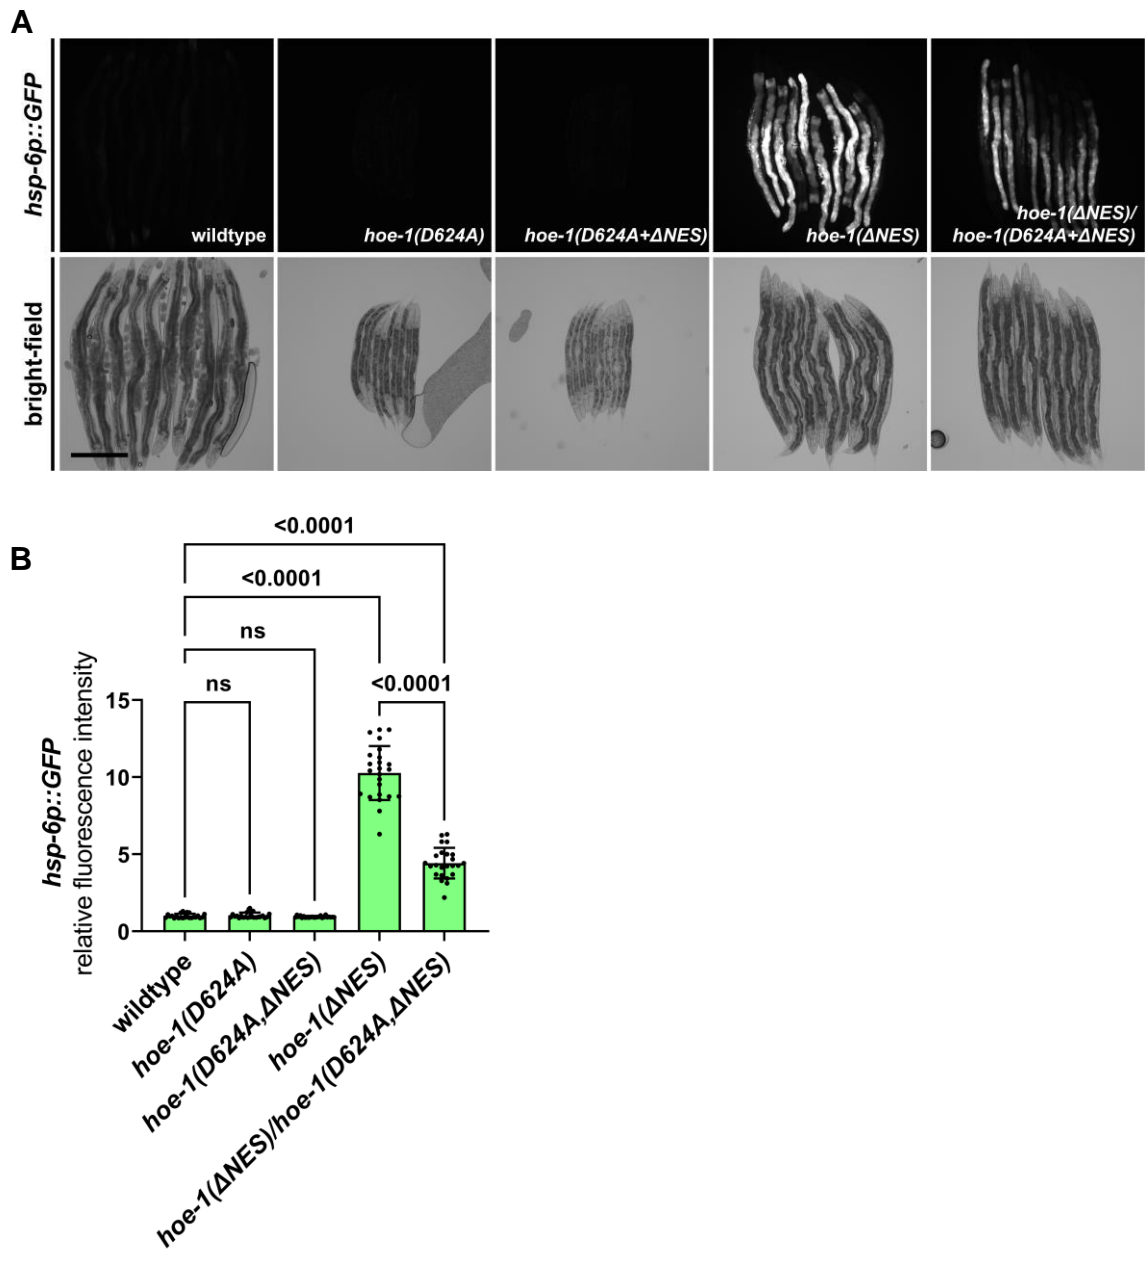 A
hsp-6p::GFP
wildtype
hoe-1(D624A)
hoe-1(D624A+ΔNES)
hoe-1(ΔNES)
hoe-1(ΔNES)/
hoe-1(D624A+ΔNES)
bright-field
B
<0.0001
<0.0001
ns
ns
<0.0001
hsp-6p::GFP
relative fluorescence intensity
15
10
5
0
wildtype
hoe-1(D624A)
hoe-1(D624A,ΔNES)
hoe-1(ΔNES)
hoe-1(ΔNES)/hoe-1(D624A,ΔNES)